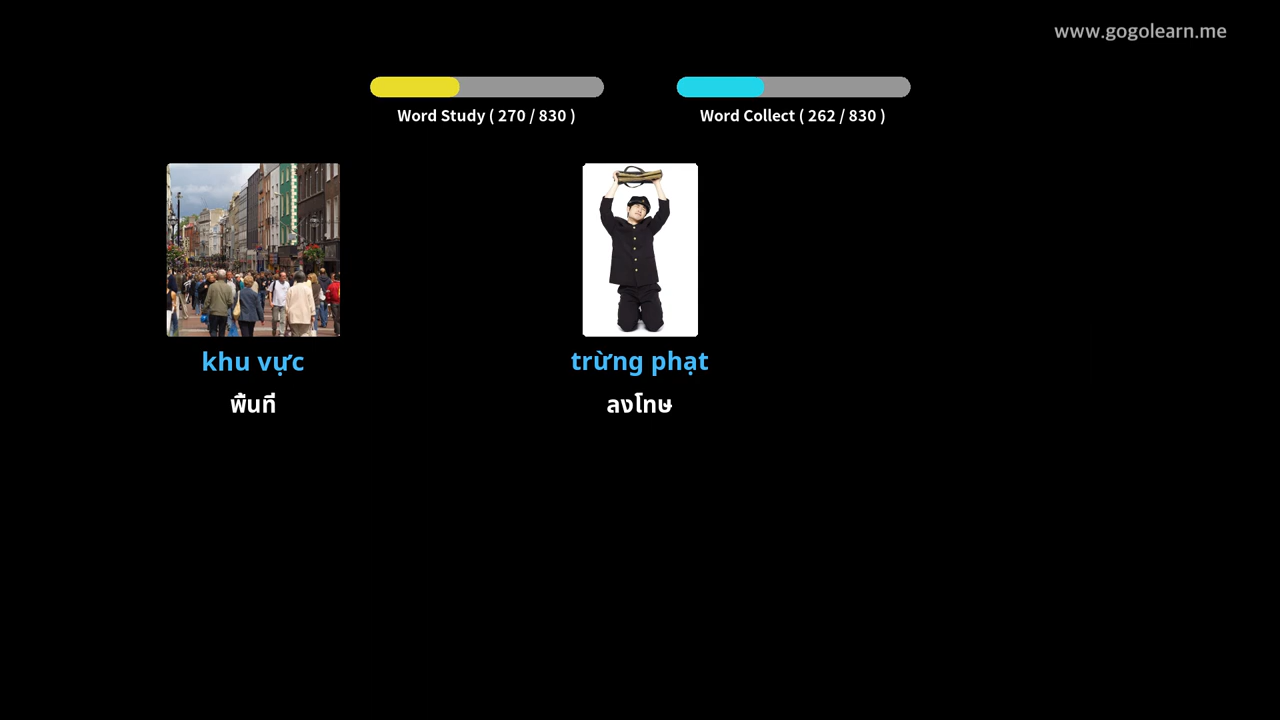 www.gogolearn.me
Word Study ( 270 / 830 )
Word Collect ( 262 / 830 )
khu vực
trừng phạt
พื้นที่
ลงโทษ